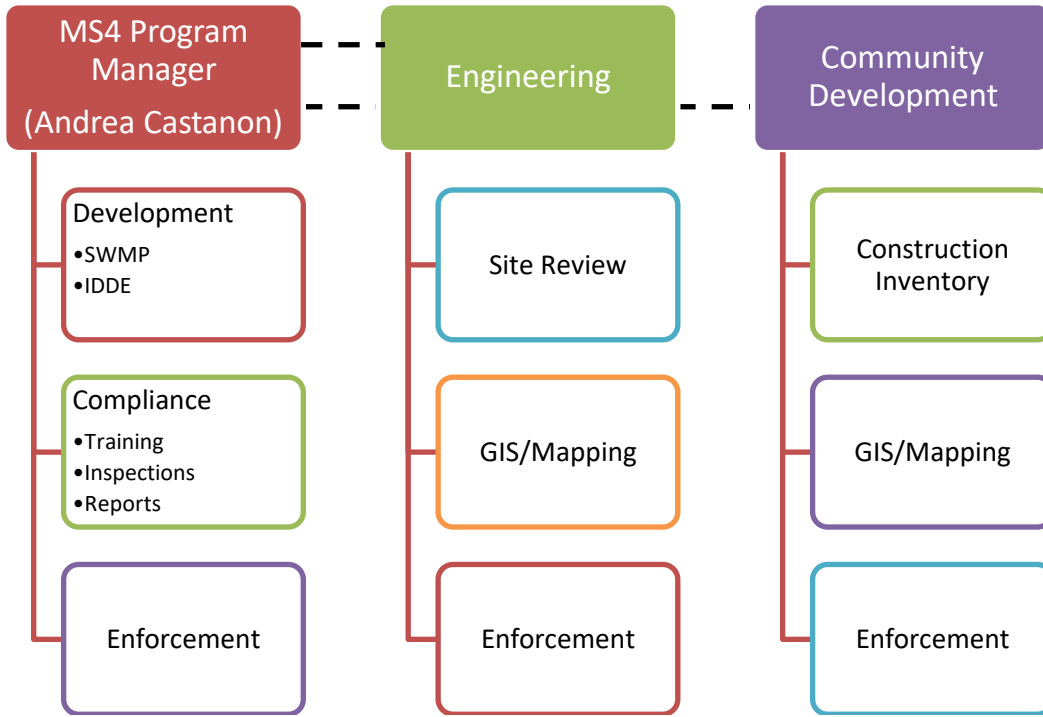 MS4 Program
Manager
(Andrea Castanon)
Development
•SWMP
•IDDE
Compliance
•Training
•Inspections
•Reports
Enforcement
Engineering
Site Review
GIS/Mapping
Enforcement
Community
Development
Construction
Inventory
GIS/Mapping
Enforcement